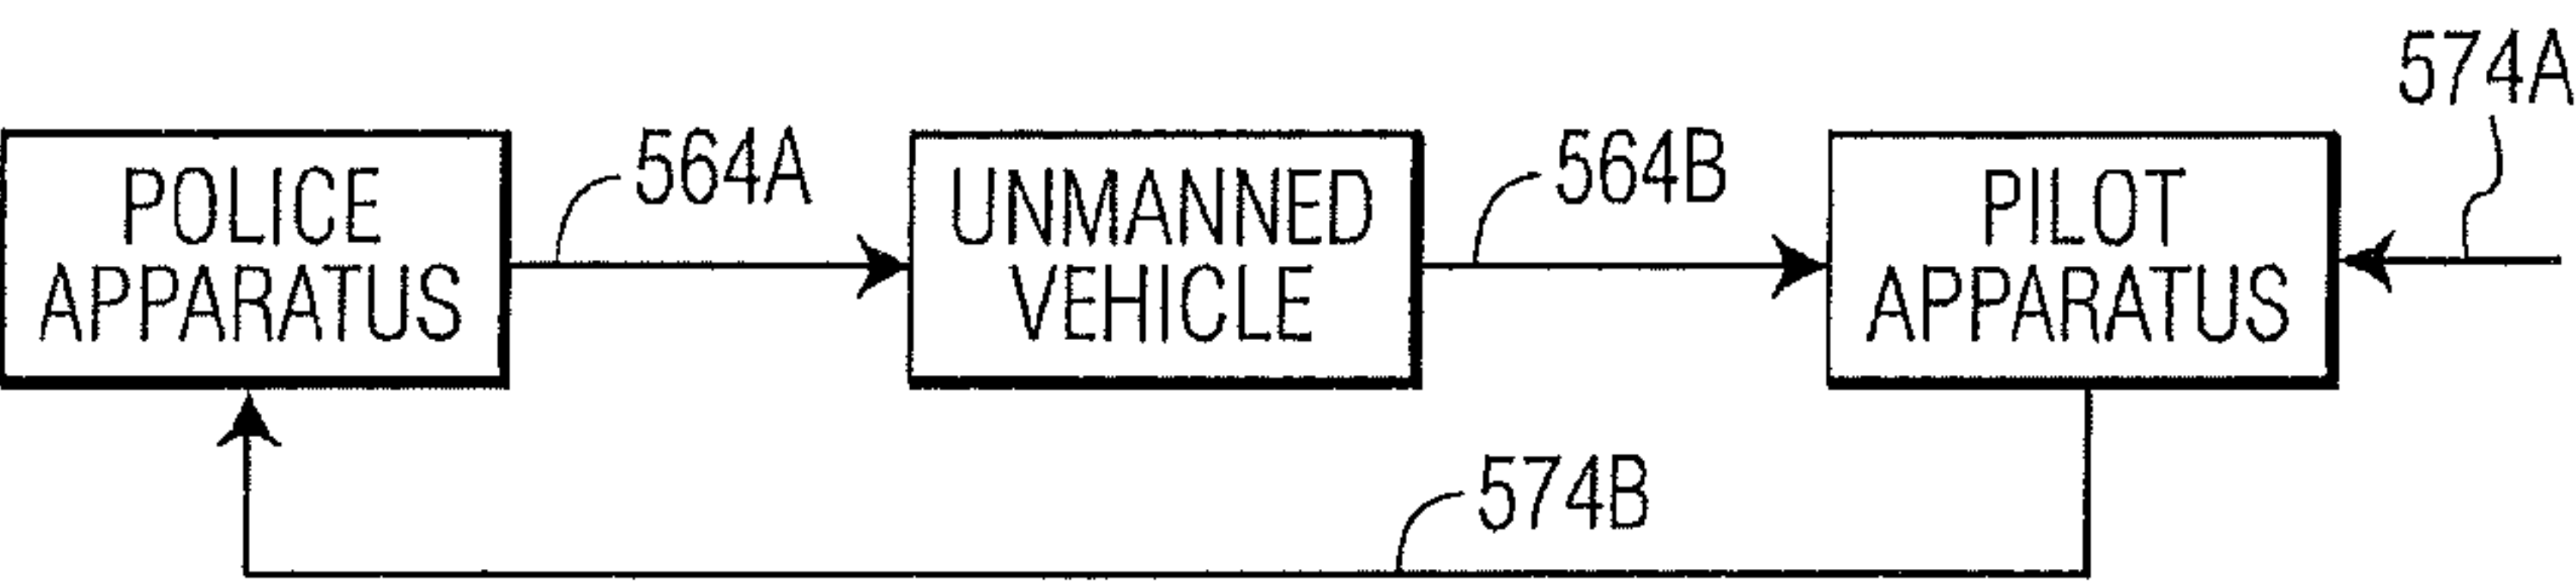 574A
564A
564B
POLICE
APPARATUS
UNMANNED
VEHICLE
PILOT
APPARATUS
574B